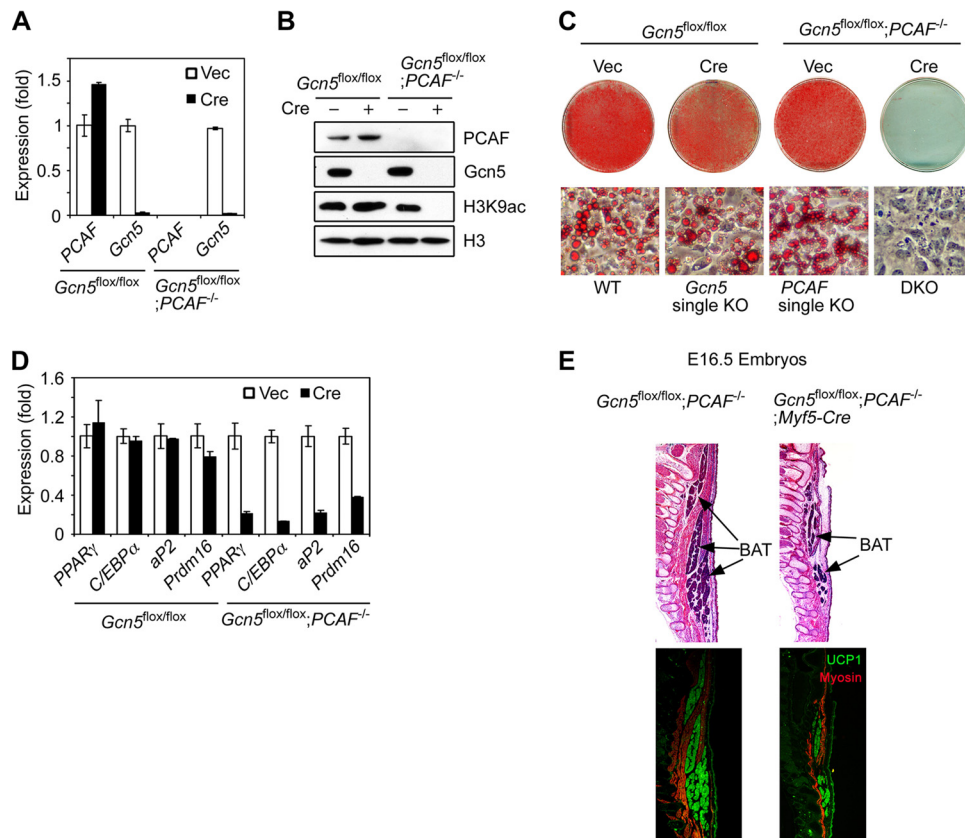 A
Expression (fold)
1.5
1
0.5
0
Vec
Cre
PCAF
Gcn5
PCAF
Gcn5
Gcn5flox/flox
Gcn5flox/flox
;PCAF-/-
B
Gcn5flox/flox
Gcn5flox/flox
;PCAF-/-
Cre − + − +
PCAF
Gcn5
H3K9ac
H3
C
Gcn5flox/flox
Gcn5flox/flox;PCAF-/-
Vec Cre Vec Cre
WT
Gcn5
single KO
PCAF
single KO
DKO
D
Expression (fold)
1.6
1.2
0.8
0.4
0
Vec
Cre
PPARγ
C/EBPα
aP2
Prdm16
PPARγ
C/EBPα
aP2
Prdm16
Gcn5flox/flox
Gcn5flox/flox;PCAF-/-
E
E16.5 Embryos
Gcn5flox/flox;PCAF-/-
Gcn5flox/flox;PCAF-/-
;Myf5-Cre
BAT
BAT
UCP1
Myosin